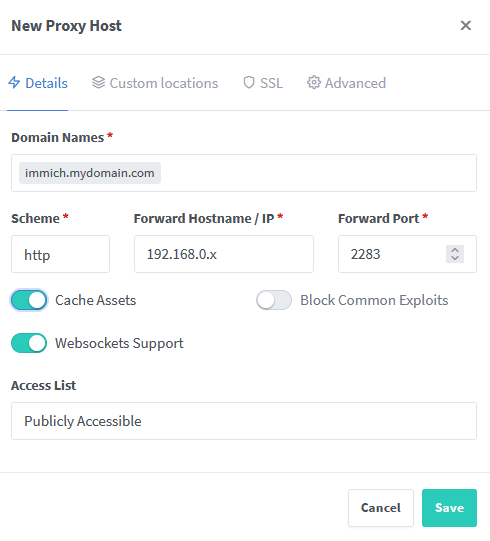 New Proxy Host
Details Custom locations SSL Advanced
Domain Names *
immich.mydomain.com
Scheme * Forward Hostname / IP * Forward Port *
http 192.168.0.x 2283
Cache Assets Block Common Exploits
Websockets Support
Access List
Publicly Accessible
Cancel Save